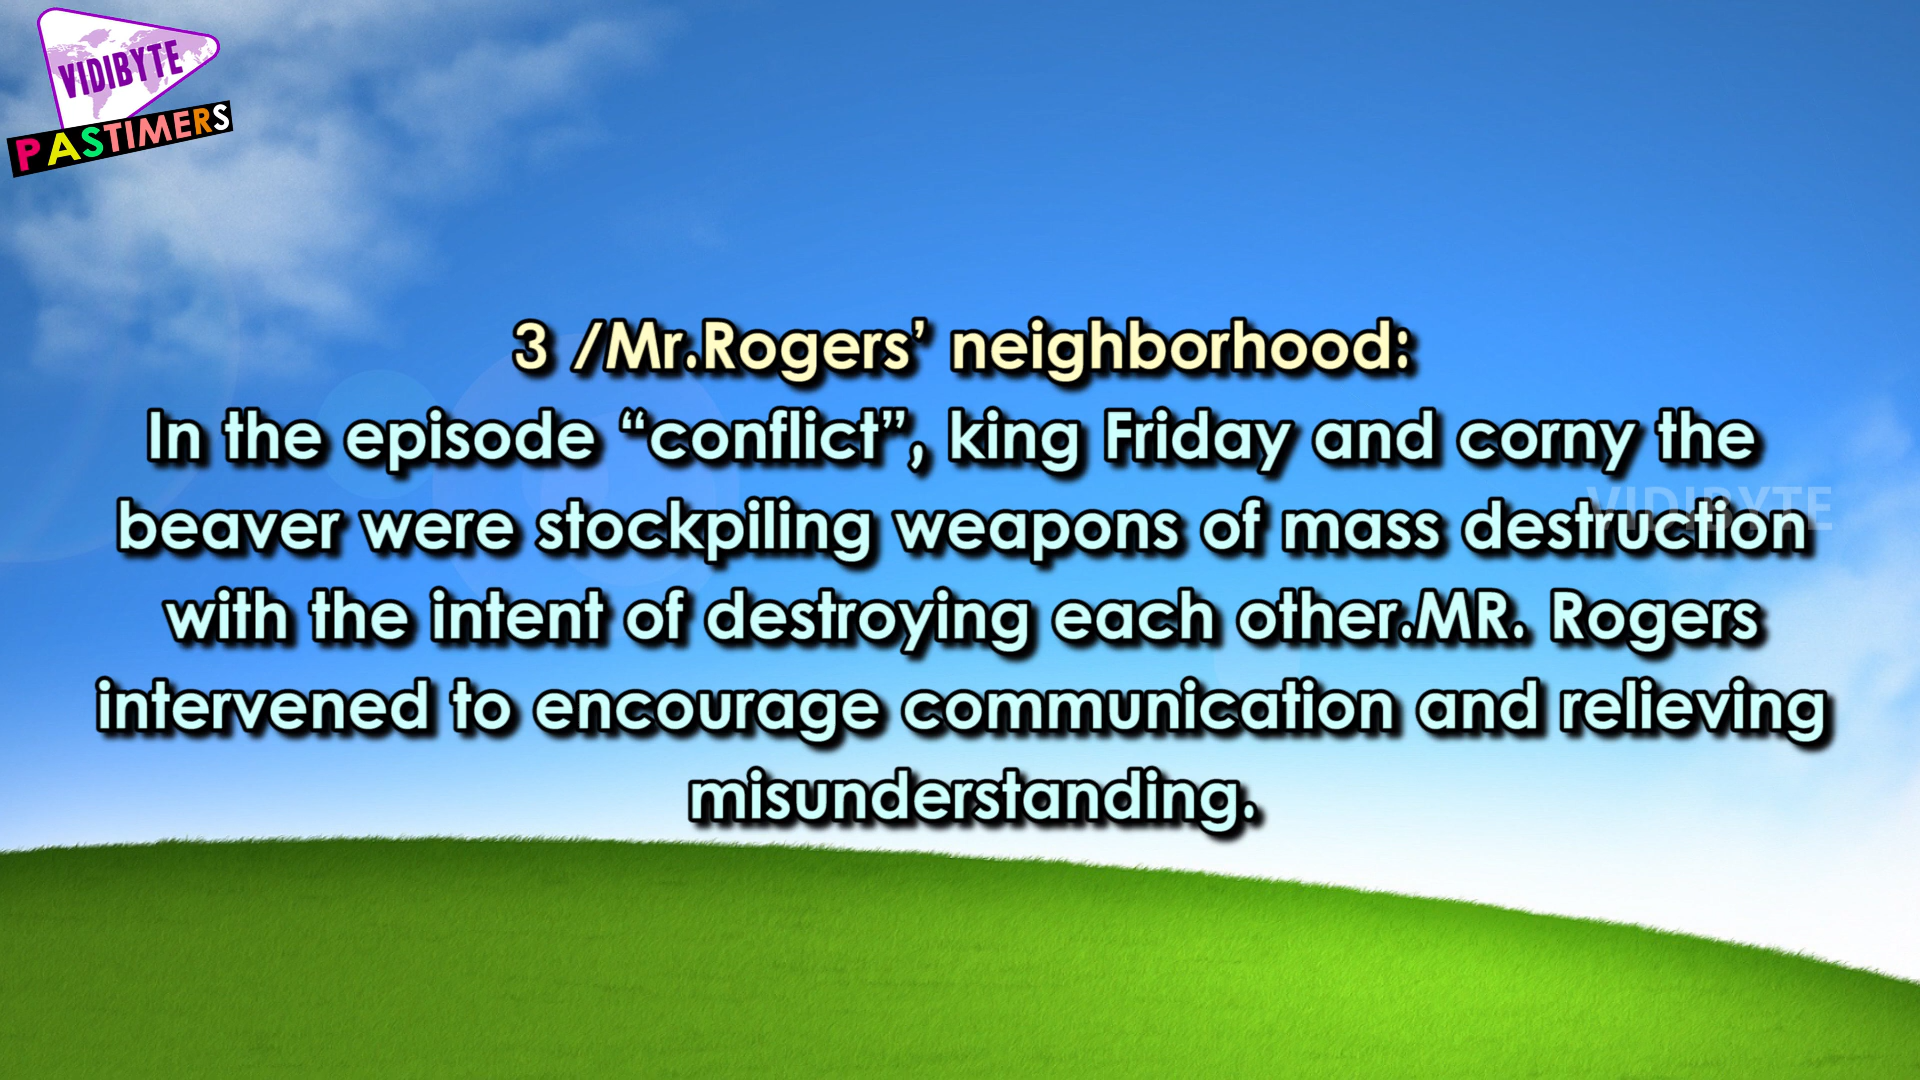 VIDIBYTE
PASTIMERS
3 /Mr.Rogers’ neighborhood:
In the episode “conflict”, king Friday and corny the
beaver were stockpiling weapons of mass destruction
VIDIBYTE
with the intent of destroying each other.MR. Rogers
intervened to encourage communication and relieving
misunderstanding.